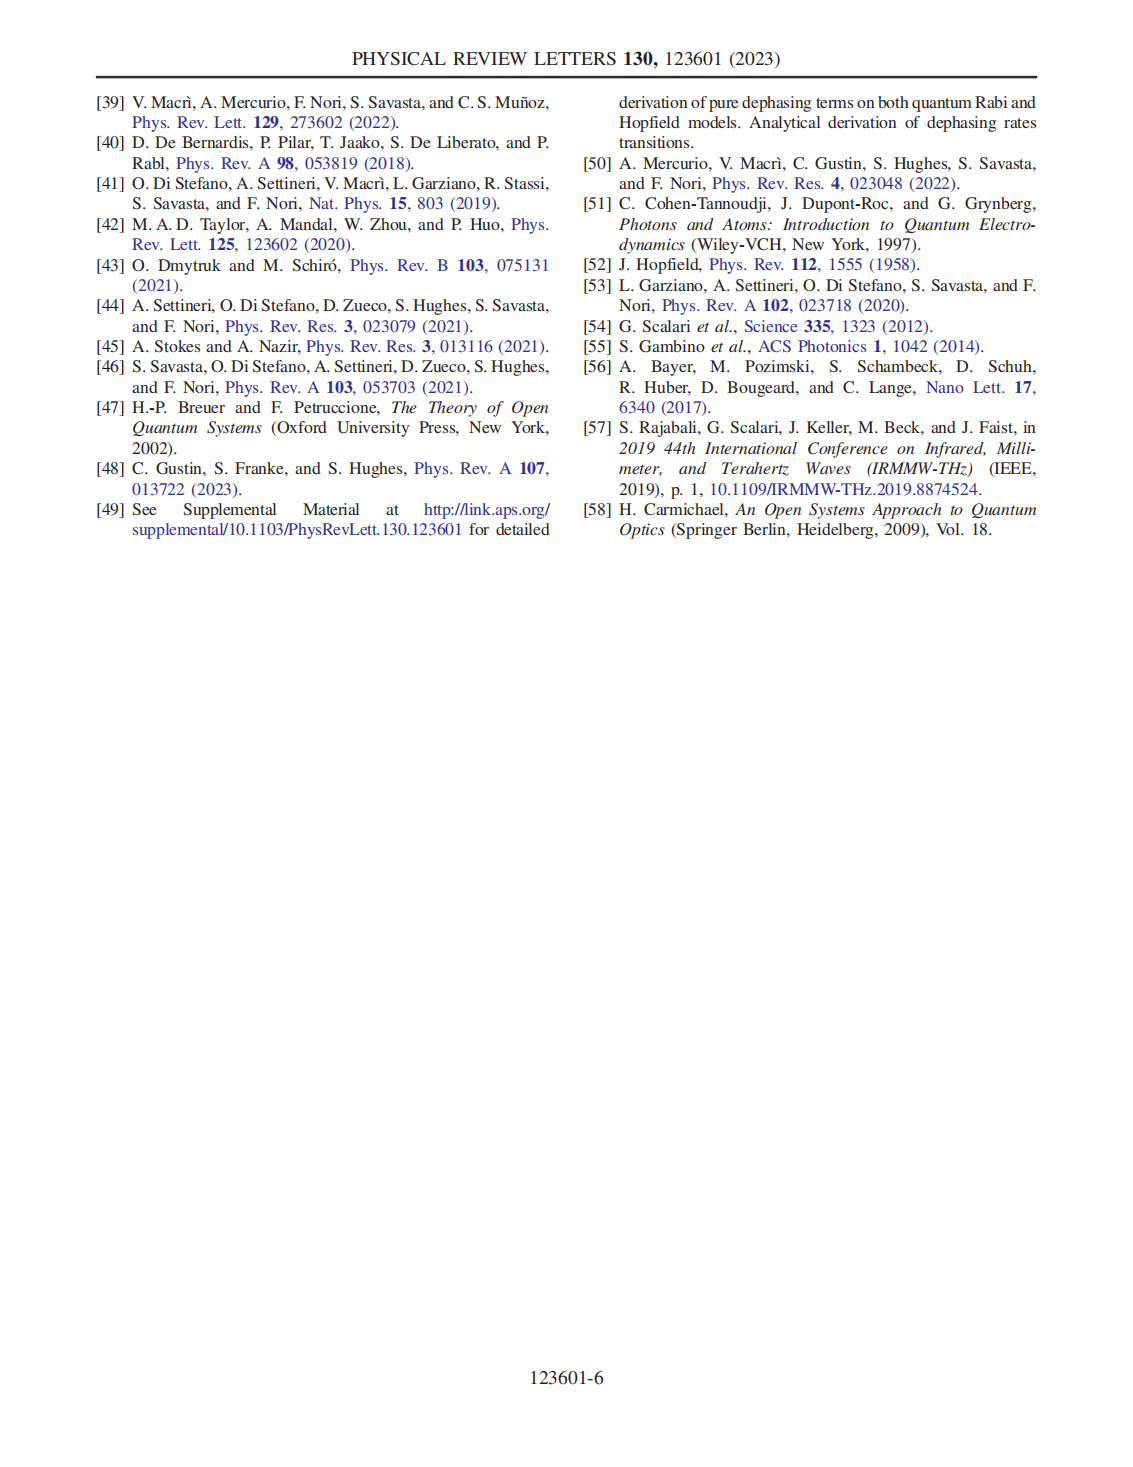 PHYSICAL REVIEW LETTERS 130, 123601 (2023)
[39] V. Macrì, A. Mercurio, F. Nori, S. Savasta, and C. S. Muñoz,
Phys. Rev. Lett. 129, 273602 (2022).
[40] D. De Bernardis, P. Pilar, T. Jaako, S. De Liberato, and P.
Rabl, Phys. Rev. A 98, 053819 (2018).
[41] O. Di Stefano, A. Settineri, V. Macrì, L. Garziano, R. Stassi,
S. Savasta, and F. Nori, Nat. Phys. 15, 803 (2019).
[42] M. A. D. Taylor, A. Mandal, W. Zhou, and P. Huo, Phys.
Rev. Lett. 125, 123602 (2020).
[43] O. Dmytruk and M. Schiró, Phys. Rev. B 103, 075131
(2021).
[44] A. Settineri, O. Di Stefano, D. Zueco, S. Hughes, S. Savasta,
and F. Nori, Phys. Rev. Res. 3, 023079 (2021).
[45] A. Stokes and A. Nazir, Phys. Rev. Res. 3, 013116 (2021).
[46] S. Savasta, O. Di Stefano, A. Settineri, D. Zueco, S. Hughes,
and F. Nori, Phys. Rev. A 103, 053703 (2021).
[47] H.-P. Breuer and F. Petruccione, The Theory of Open
Quantum Systems (Oxford University Press, New York,
2002).
[48] C. Gustin, S. Franke, and S. Hughes, Phys. Rev. A 107,
013722 (2023).
[49] See Supplemental Material at http://link.aps.org/
supplemental/10.1103/PhysRevLett.130.123601 for detailed
derivation of pure dephasing terms on both quantum Rabi and
Hopfield models. Analytical derivation of dephasing rates
transitions.
[50] A. Mercurio, V. Macrì, C. Gustin, S. Hughes, S. Savasta,
and F. Nori, Phys. Rev. Res. 4, 023048 (2022).
[51] C. Cohen-Tannoudji, J. Dupont-Roc, and G. Grynberg,
Photons and Atoms: Introduction to Quantum Electro-
dynamics (Wiley-VCH, New York, 1997).
[52] J. Hopfield, Phys. Rev. 112, 1555 (1958).
[53] L. Garziano, A. Settineri, O. Di Stefano, S. Savasta, and F.
Nori, Phys. Rev. A 102, 023718 (2020).
[54] G. Scalari et al., Science 335, 1323 (2012).
[55] S. Gambino et al., ACS Photonics 1, 1042 (2014).
[56] A. Bayer, M. Pozimski, S. Schambeck, D. Schuh,
R. Huber, D. Bougeard, and C. Lange, Nano Lett. 17,
6340 (2017).
[57] S. Rajabali, G. Scalari, J. Keller, M. Beck, and J. Faist, in
2019 44th International Conference on Infrared, Milli-
meter, and Terahertz Waves (IRMMW-THz) (IEEE,
2019), p. 1, 10.1109/IRMMW-THz.2019.8874524.
[58] H. Carmichael, An Open Systems Approach to Quantum
Optics (Springer Berlin, Heidelberg, 2009), Vol. 18.
123601-6